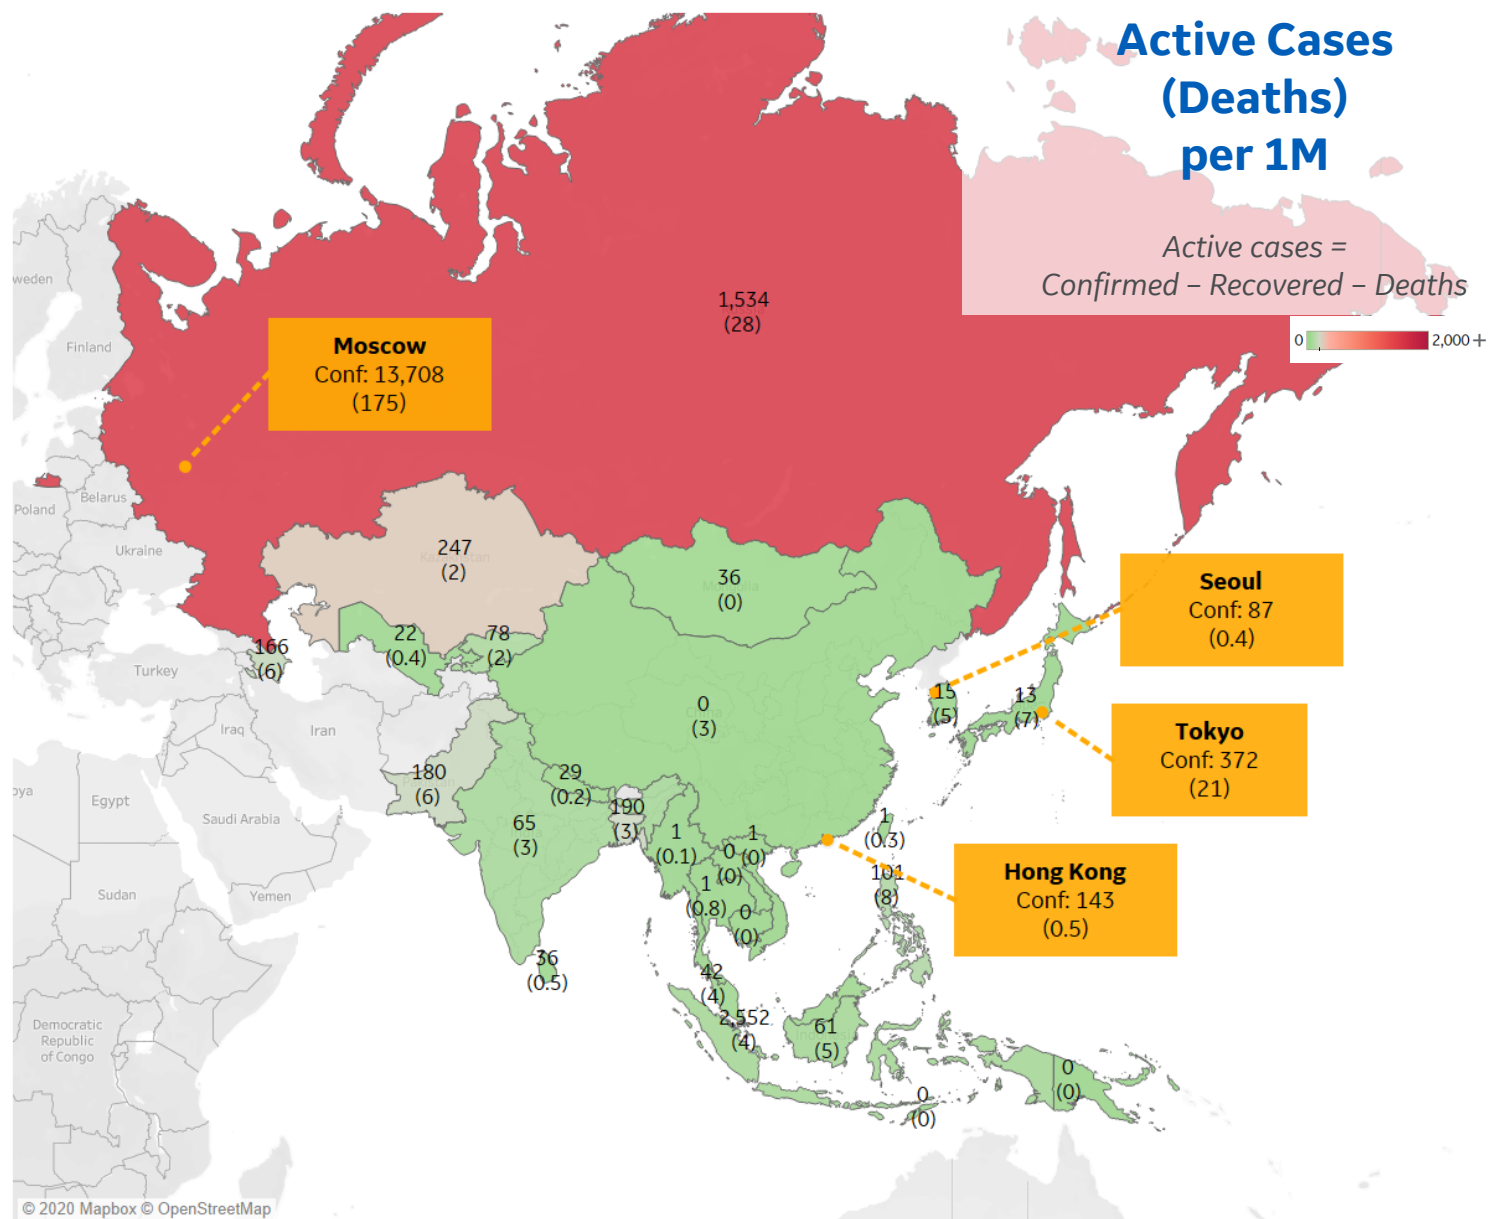 Active Cases
(Deaths)
per 1M
Active cases =
Confirmed – Recovered – Deaths
0
2,000 +
1,534
(28)
Moscow
Conf: 13,708
(175)
weden
Finland
Poland
Belarus
Ukraine
Turkey
Iraq
Iran
Egypt
Saudi Arabia
oya
Sudan
Yemen
Democratic
Republic
of Congo
247
(2)
36
(0)
22
(0.4)
78
(2)
166
(6)
0
(3)
15
(5)
13
(7)
Seoul
Conf: 87
(0.4)
Tokyo
Conf: 372
(21)
180
(6)
29
(0.2)
190
(3)
65
(3)
1
(0.1)
0
(0)
1
(0)
1
(0.3)
1
(0.8)
0
(0)
101
(8)
Hong Kong
Conf: 143
(0.5)
36
(0.5)
42
(4)
2,552
(4)
61
(5)
0
(0)
0
(0)
© 2020 Mapbox © OpenStreetMap